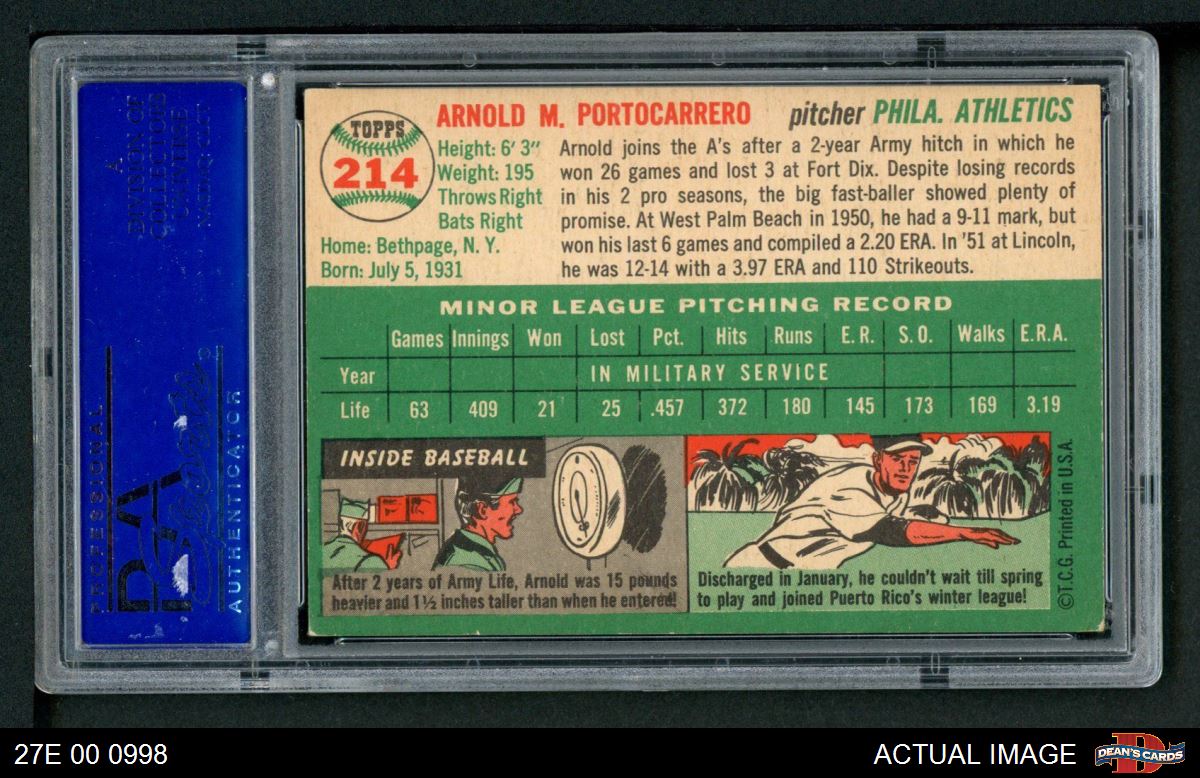 A
DIVISION OF
COLLECTORS
UNIVERSE
PROFESSIONAL
PSA
AUTHENTICATOR
TOPPS
214
ARNOLD M. PORTOCARRERO pitcher PHILA. ATHLETICS
Height: 6' 3"
Weight: 195
Throws Right
Bats Right
Home: Bethpage, N. Y.
Born: July 5, 1931
Arnold joins the A's after a 2-year Army hitch in which he
won 26 games and lost 3 at Fort Dix. Despite losing records
in his 2 pro seasons, the big fast-baller showed plenty of
promise. At West Palm Beach in 1950, he had a 9-11 mark, but
won his last 6 games and compiled a 2.20 ERA. In '51 at Lincoln,
he was 12-14 with a 3.97 ERA and 110 Strikeouts.
MINOR LEAGUE PITCHING RECORD
Games Innings Won Lost Pct. Hits Runs E. R. S. O. Walks E.R.A.
Year IN MILITARY SERVICE
Life 63 409 21 25 .457 372 180 145 173 169 3.19
INSIDE BASEBALL
After 2 years of Army Life, Arnold was 15 pounds
heavier and 1½ inches taller than when he entered!
Discharged in January, he couldn't wait till spring
to play and joined Puerto Rico's winter league!
©T.C.G. Printed in U.S.A.
27E 00 0998
ACTUAL IMAGE
DEAN'S CARDS